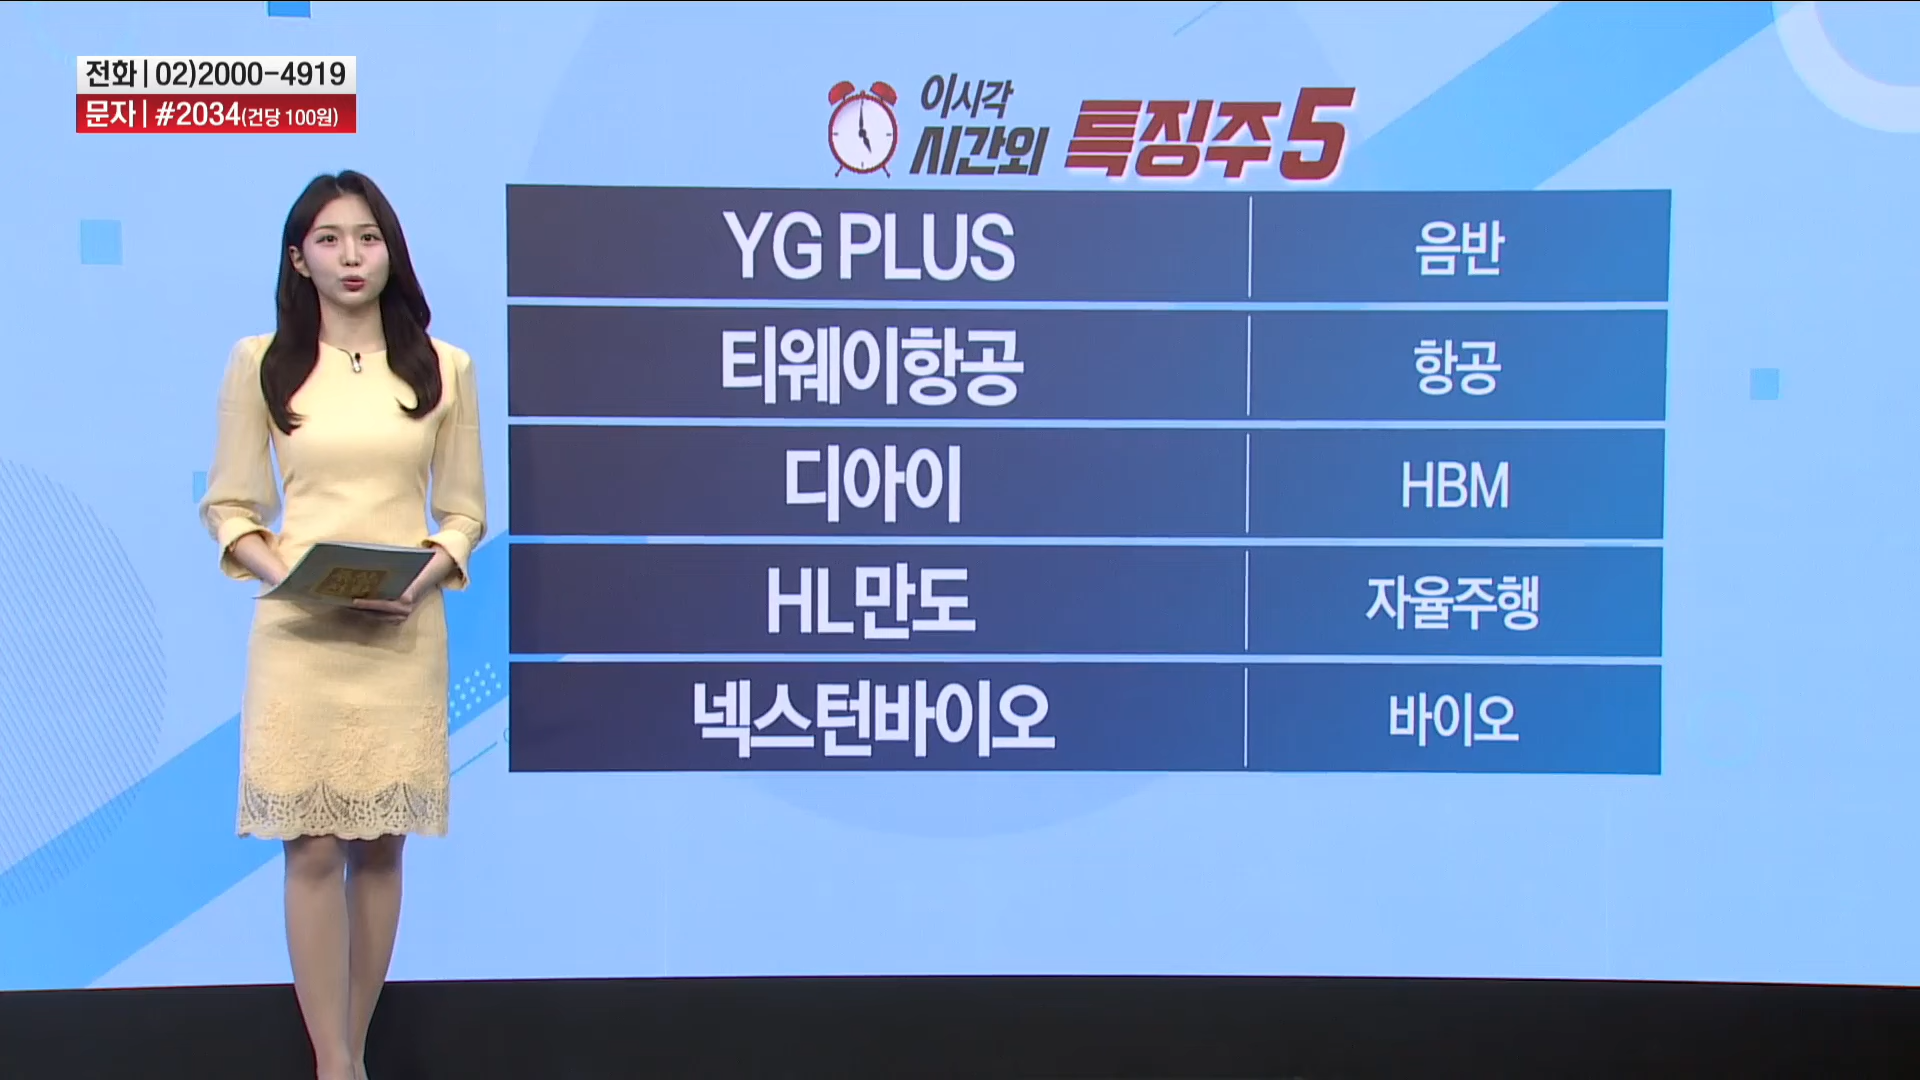 전화 | 02)2000-4919
문자 | #2034(건당 100원)
이시각
시간외 특징주 5
YG PLUS 음반
티웨이항공 항공
디아이 HBM
HL만도 자율주행
넥스턴바이오 바이오